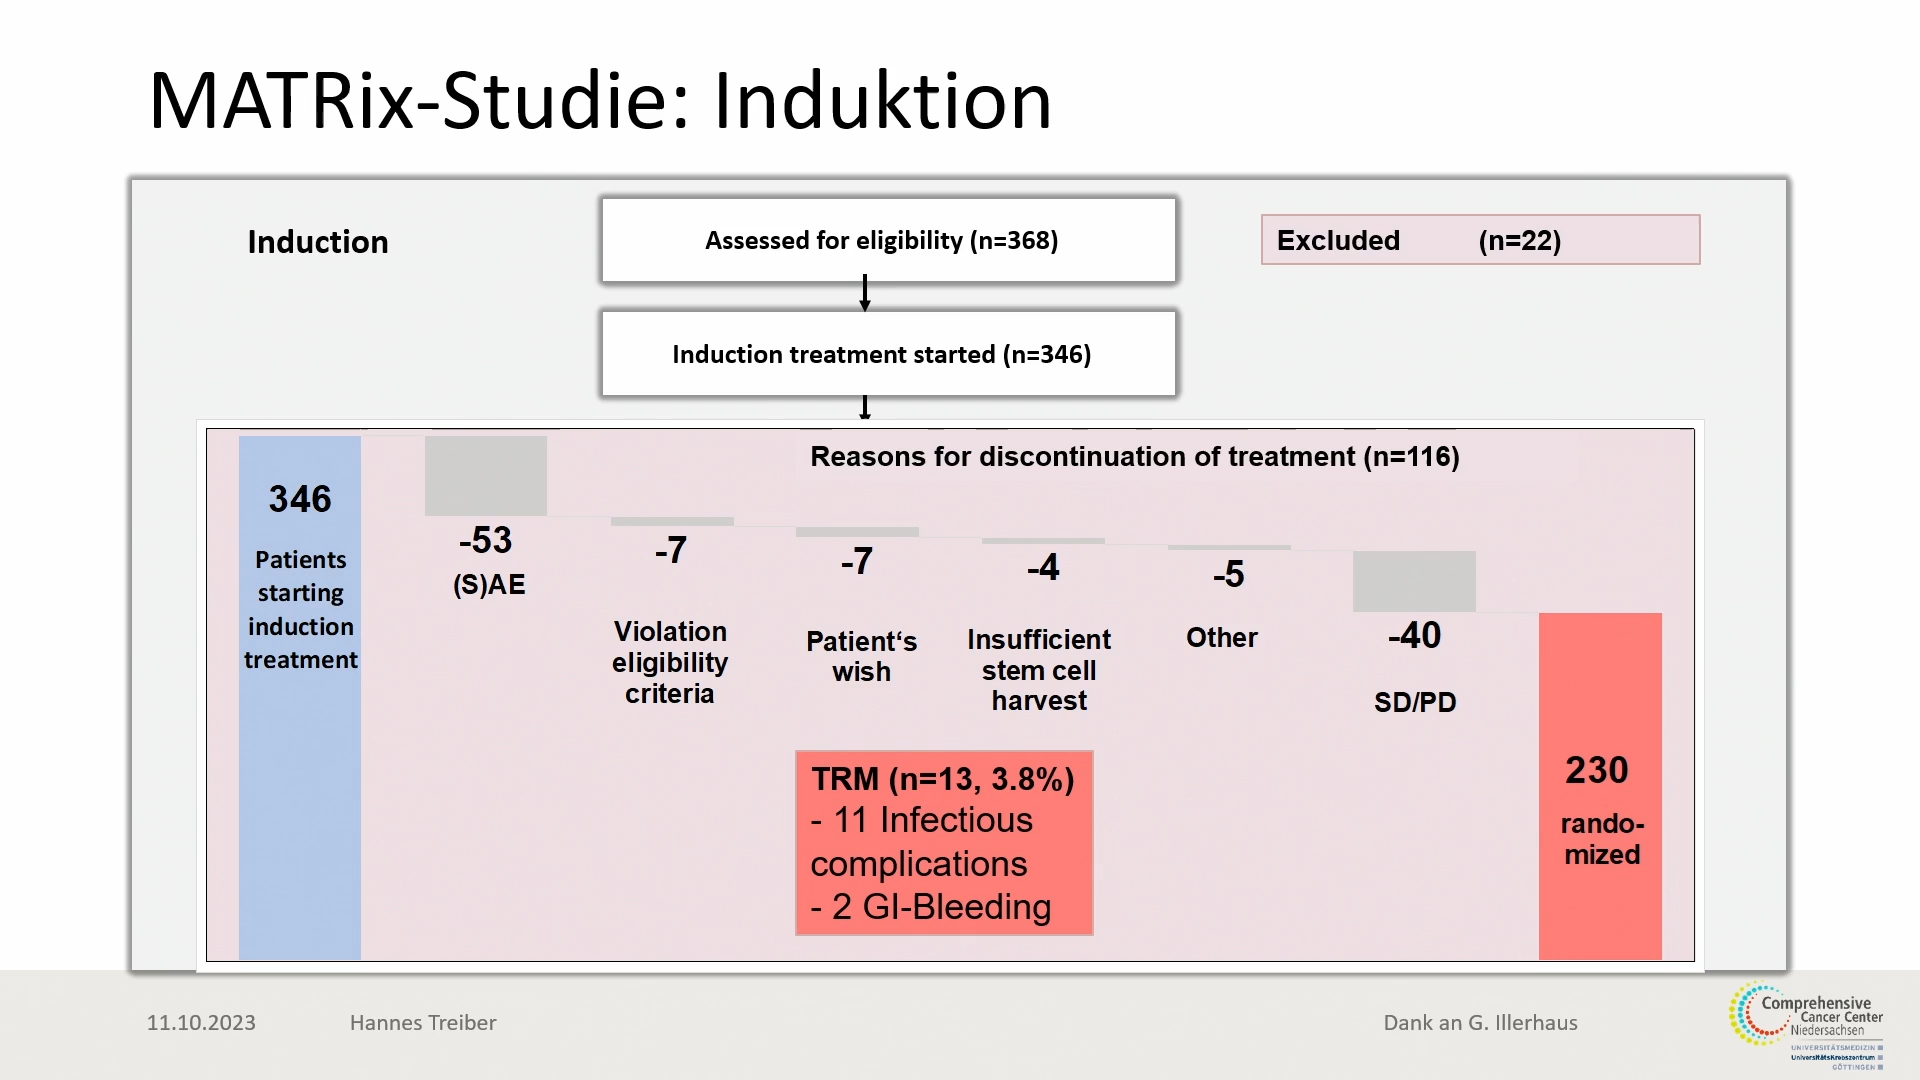 MATRix-Studie: Induktion
Induction
Assessed for eligibility (n=368)
Excluded (n=22)
Induction treatment started (n=346)
Reasons for discontinuation of treatment (n=116)
346
Patients
starting
induction
treatment
-53
(S)AE
-7
Violation
eligibility
criteria
-7
Patient‘s
wish
-4
Insufficient
stem cell
harvest
-5
Other
-40
SD/PD
230
rando-
mized
TRM (n=13, 3.8%)
- 11 Infectious
complications
- 2 GI-Bleeding
11.10.2023
Hannes Treiber
Dank an G. Illerhaus
Comprehensive
Cancer Center
Niedersachsen
UNIVERSITÄTSMEDIZIN
UniversitätsKrebszentrum
GÖTTINGEN